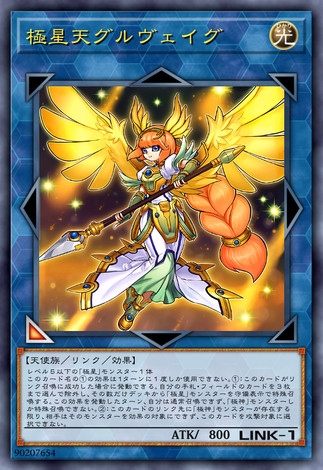 極星天グルヴェイグ
光
【天使族／リンク／効果】
レベル５以下の「極星」モンスター１体
このカード名の①の効果は１ターンに１度しか使用できない。①：このカードがリ
ンク召喚に成功した場合に発動できる。自分の手札・フィールドのカードを３枚
まで選んで除外し、その数だけデッキから「極星」モンスターを守備表示で特殊召
喚する。この効果を発動したターン、自分は通常召喚できず、「極神」モンスターし
か特殊召喚できない。②：このカードのリンク先に「極神」モンスターが存在する
限り、相手はそのモンスターを効果の対象にできず、このカードを攻撃対象に選
択できない。
ATK/ 800 LINK-1
90207654